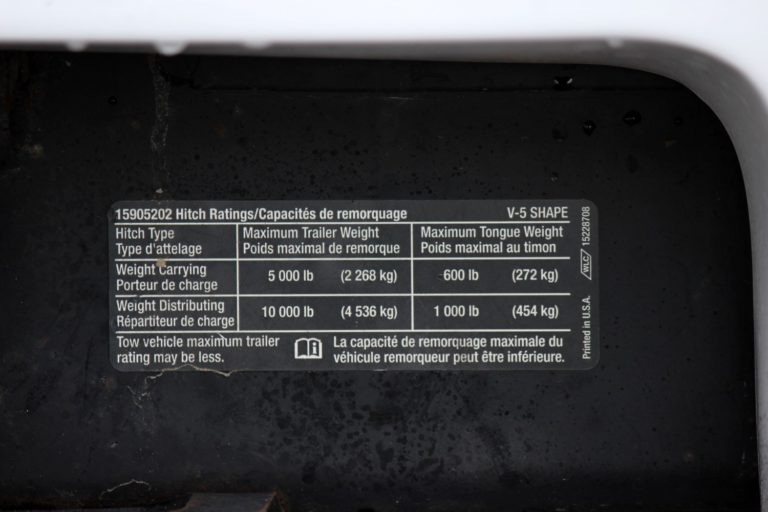 15905202 Hitch Ratings/Capacités de remorquage V-5 SHAPE
Hitch Type
Type d'attelage
Maximum Trailer Weight
Poids maximal de remorque
Maximum Tongue Weight
Poids maximal au timon
Weight Carrying
Porteur de charge
5 000 lb (2 268 kg)
600 lb (272 kg)
Weight Distributing
Répartiteur de charge
10 000 lb (4 536 kg)
1 000 lb (454 kg)
Tow vehicle maximum trailer
rating may be less.
La capacité de remorquage maximale du
véhicule remorqueur peut être inférieure.
Printed in U.S.A. WLC 15228708